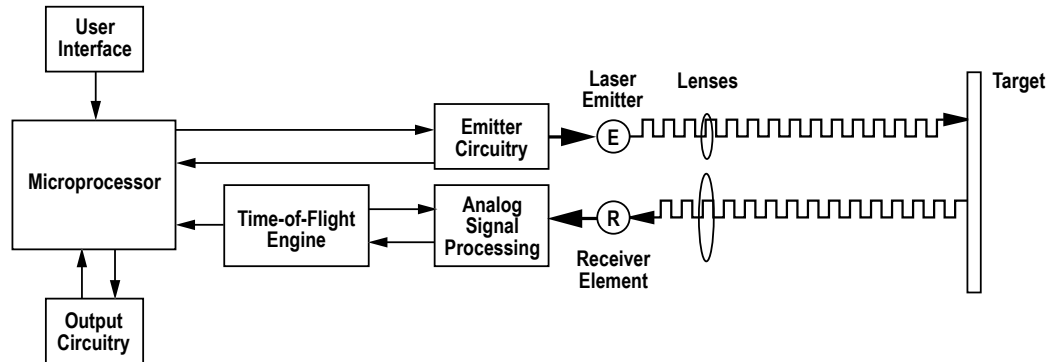 User
Interface
Microprocessor
Output
Circuitry
Time-of-Flight
Engine
Emitter
Circuitry
Analog
Signal
Processing
Laser
Emitter
E
R
Receiver
Element
Lenses
Target